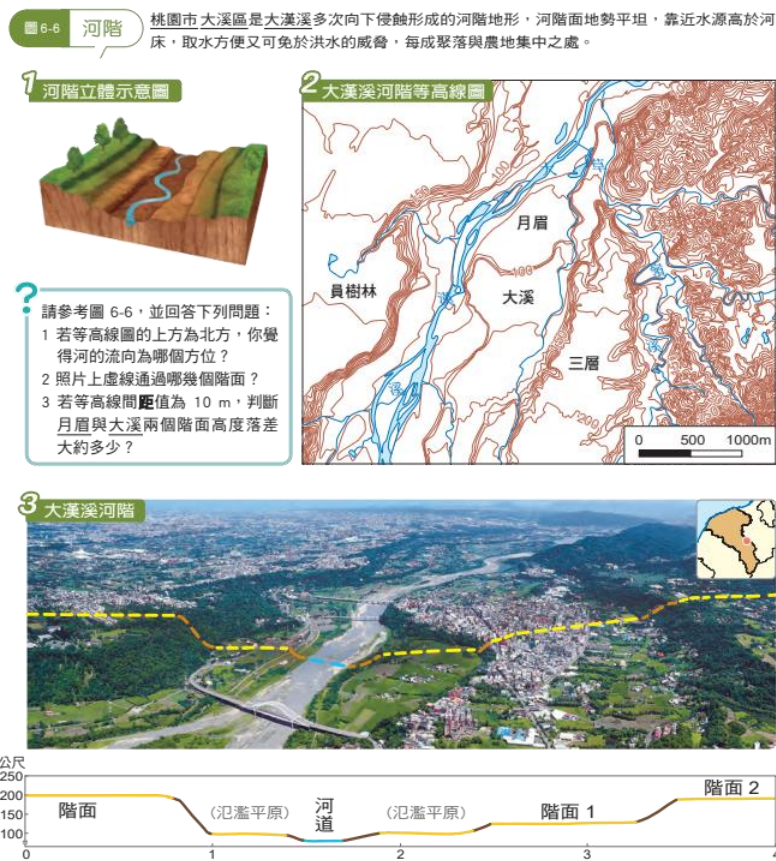 圖6-6 河階
桃園市大溪區是大漢溪多次向下侵蝕形成的河階地形，河階面地勢平坦，靠近水源高於河
床，取水方便又可免於洪水的威脅，每成聚落與農地集中之處。
1 河階立體示意圖
2 大漢溪河階等高線圖
150
草
月眉
100
員樹林
大溪
溪
溪
溪
三層
溪
200
0 500 1000m
?
請參考圖 6-6，並回答下列問題：
1 若等高線圖的上方為北方，你覺
得河的流向為哪個方位？
2 照片上虛線通過哪幾個階面？
3 若等高線間距值為 10 m，判斷
月眉與大溪兩個階面高度落差
大約多少？
3 大漢溪河階
公尺
250
200
150
100
階面
(氾濫平原)
河
道
(氾濫平原)
階面 1
階面 2
0 1 2 3 4